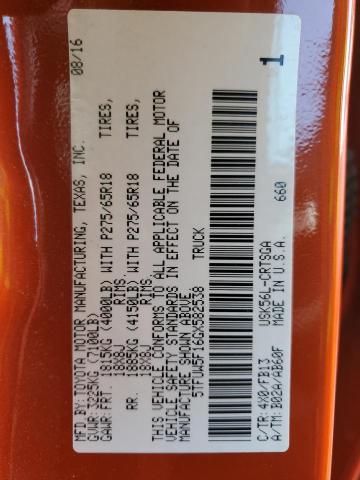 MFD BY: TOYOTA MOTOR MANUFACTURING, TEXAS, INC. 08/16
GVWR: 3225KG (7100LB)
GAWR: FRT. 1815KG (4000LB) WITH P275/65R18 TIRES,
18X8J RIMS,
RR. 1885KG (4150LB) WITH P275/65R18 TIRES,
18X8J RIMS,
THIS VEHICLE CONFORMS TO ALL APPLICABLE FEDERAL MOTOR
VEHICLE SAFETY STANDARDS IN EFFECT ON THE DATE OF
MANUFACTURE SHOWN ABOVE.
5TFUW5F16GX582538 TRUCK
C/TR: 4X0/FB13 USK56L-CRTSGA
A/TM: B02A/AB60F MADE IN U.S.A. 660
1